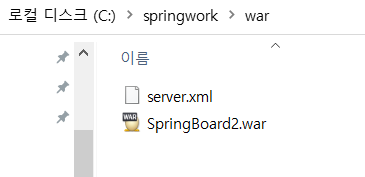 로컬 디스크 (C:) › springwork › war
이름
server.xml
SpringBoard2.war